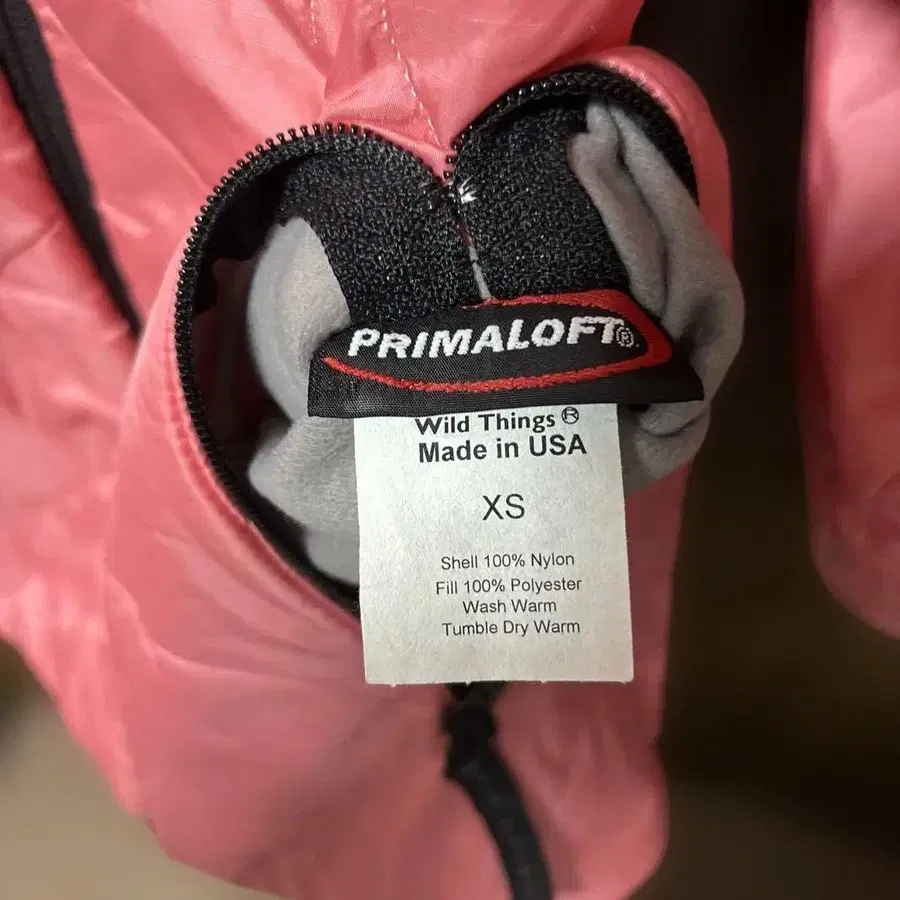 PRIMALOFT®
Wild Things ®
Made in USA
XS
Shell 100% Nylon
Fill 100% Polyester
Wash Warm
Tumble Dry Warm